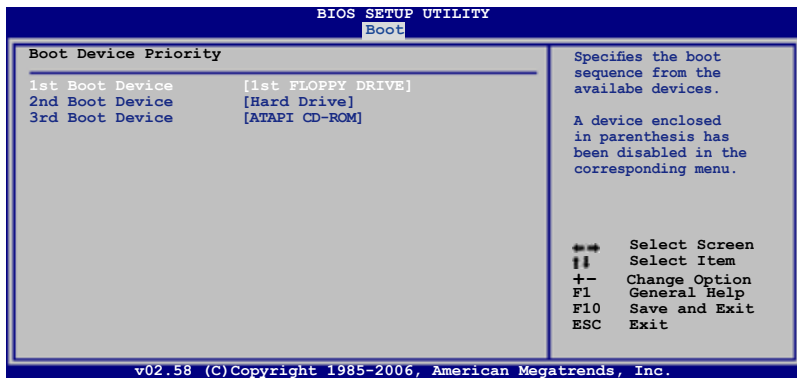 BIOS SETUP UTILITY
Boot
Boot Device Priority
1st Boot Device [1st FLOPPY DRIVE]
2nd Boot Device [Hard Drive]
3rd Boot Device [ATAPI CD-ROM]
Specifies the boot
sequence from the
availabe devices.
A device enclosed
in parenthesis has
been disabled in the
corresponding menu.
←→ Select Screen
↑↓ Select Item
+- Change Option
F1 General Help
F10 Save and Exit
ESC Exit
v02.58 (C)Copyright 1985-2006, American Megatrends, Inc.